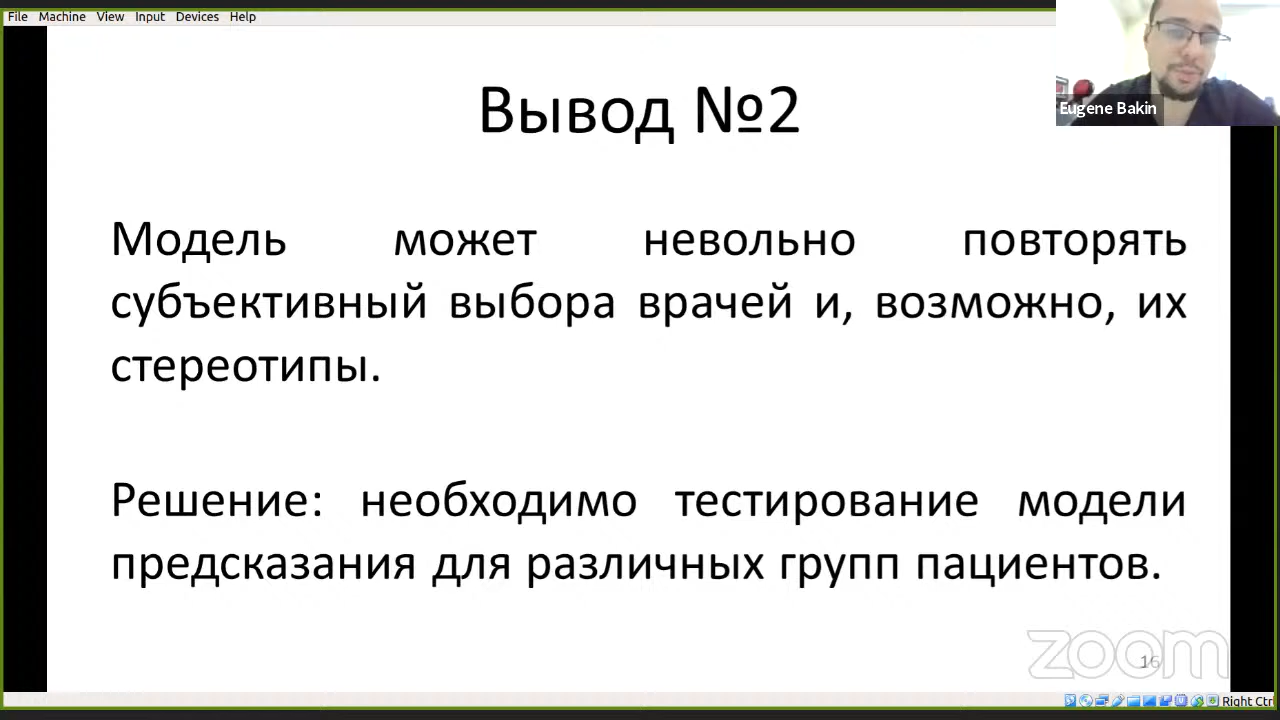 File Machine View Input Devices Help
Eugene Bakin
Вывод №2
Модель может невольно повторять
субъективный выбора врачей и, возможно, их
стереотипы.
Решение: необходимо тестирование модели
предсказания для различных групп пациентов.
zoom
16
Right Ctrl